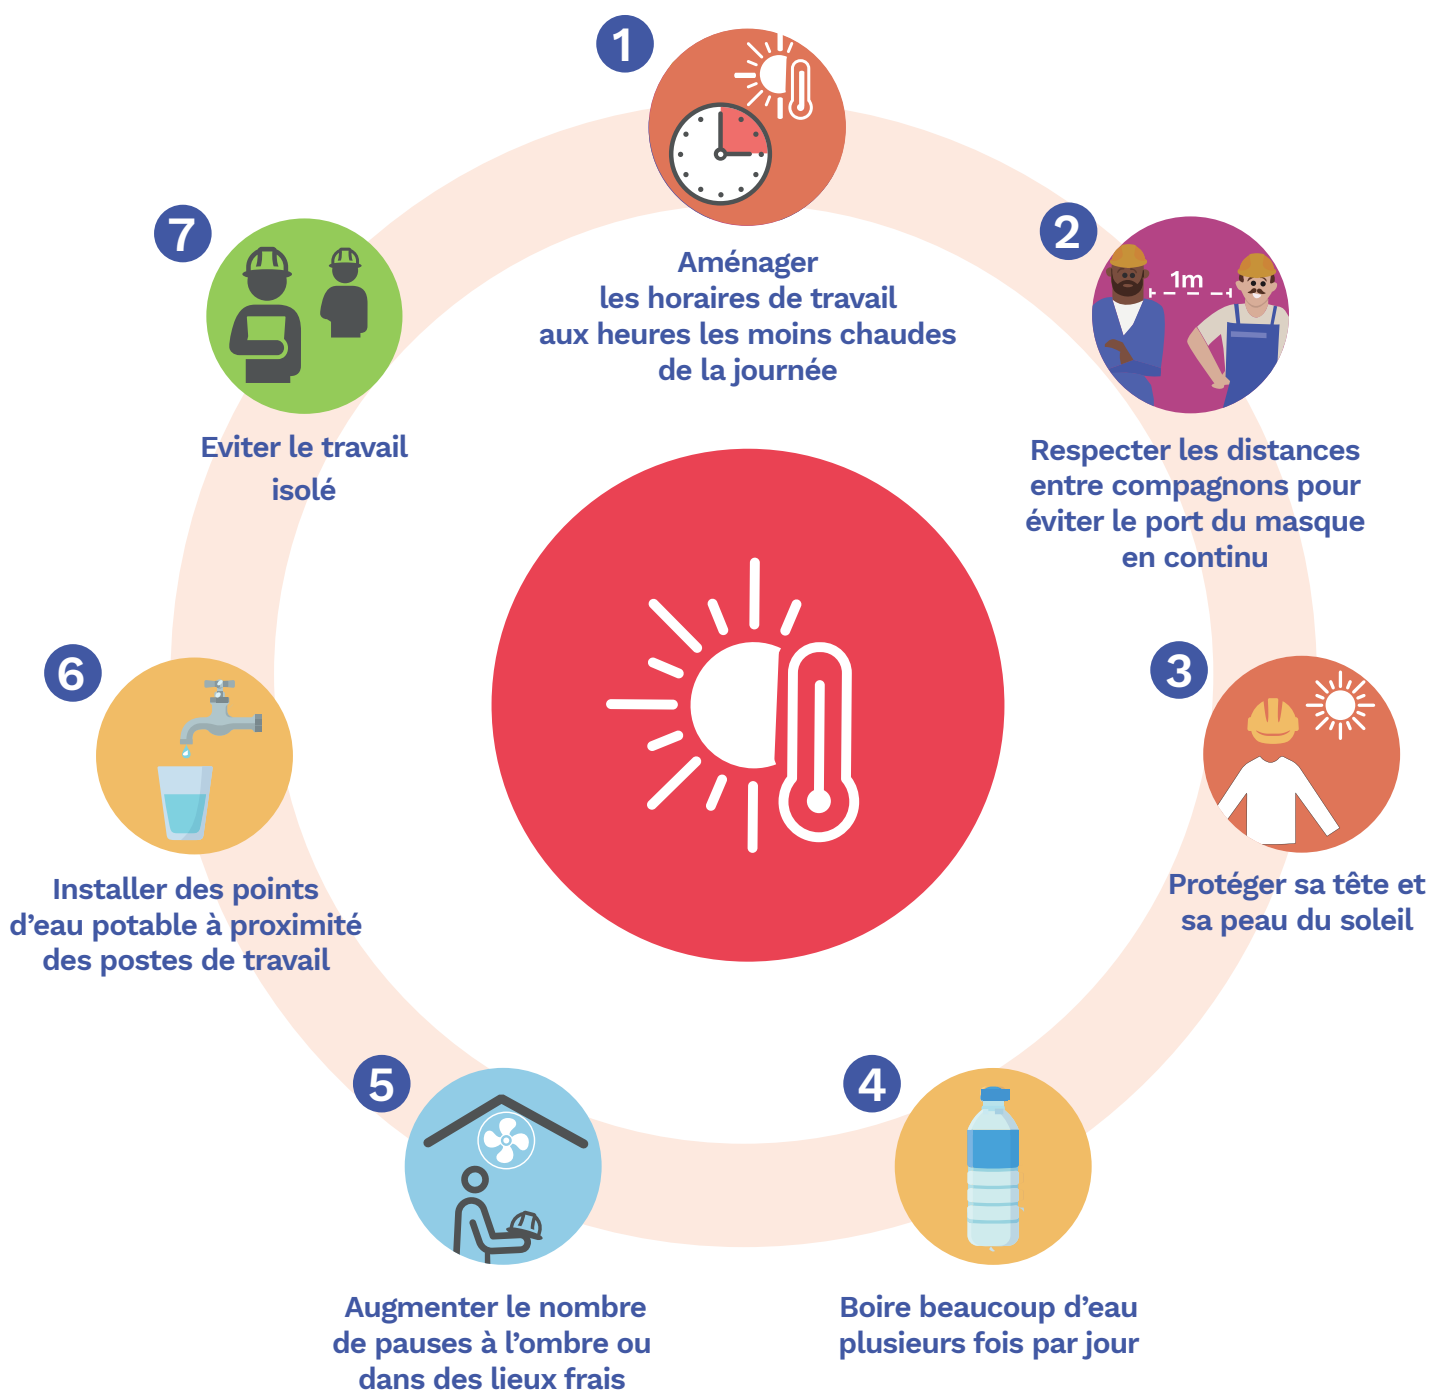 1
Aménager
les horaires de travail
aux heures les moins chaudes
de la journée
2
1m
Respecter les distances
entre compagnons pour
éviter le port du masque
en continu
3
Protéger sa tête et
sa peau du soleil
4
Boire beaucoup d’eau
plusieurs fois par jour
5
Augmenter le nombre
de pauses à l’ombre ou
dans des lieux frais
6
Installer des points
d’eau potable à proximité
des postes de travail
7
Eviter le travail
isolé